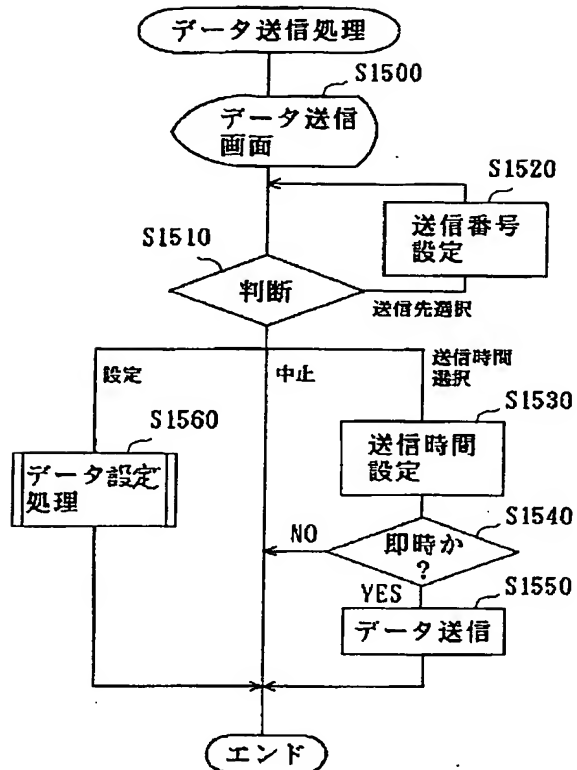 データ送信処理
S1500
データ送信
画面
S1520
送信番号
設定
S1510
判断
送信先選択
設定
中止
送信時間
選択
S1560
データ設定
処理
S1530
送信時間
設定
S1540
NO
即時か
?
YES
S1550
データ送信
エンド